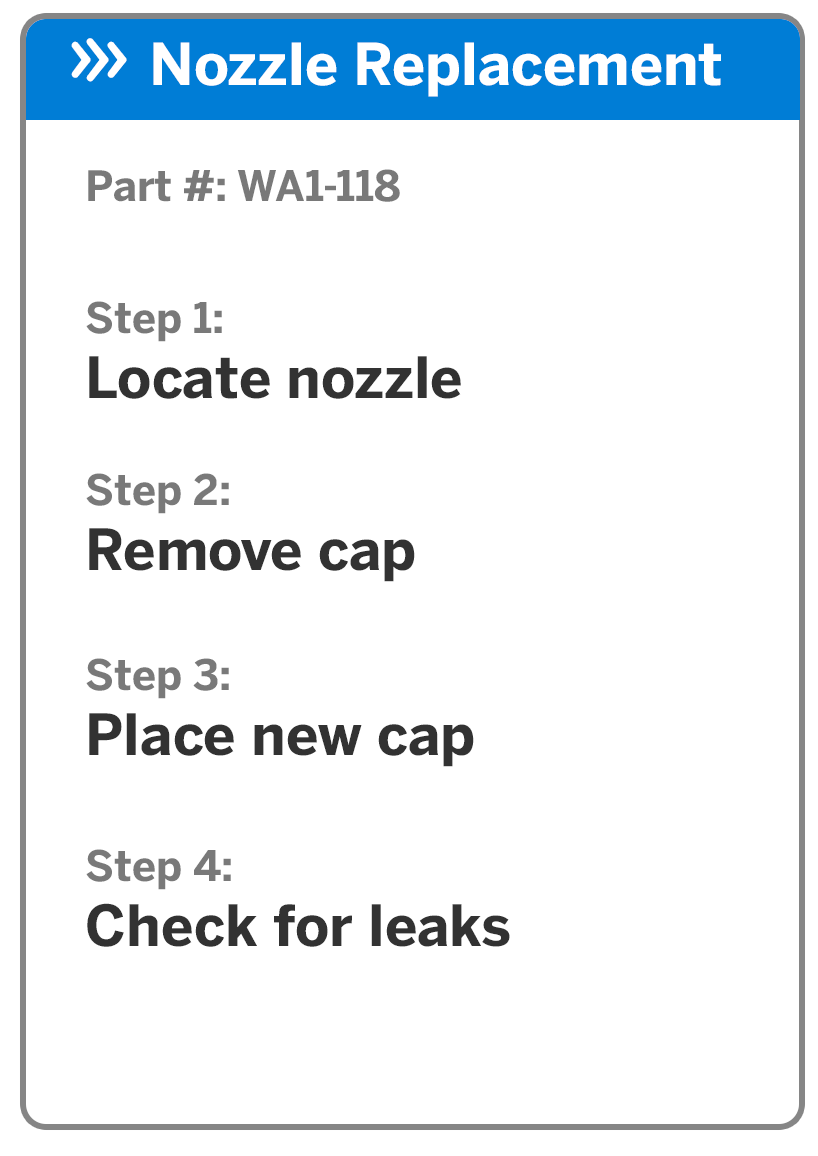 Nozzle Replacement
Part #: WA1-118
Step 1:
Locate nozzle
Step 2:
Remove cap
Step 3:
Place new cap
Step 4:
Check for leaks